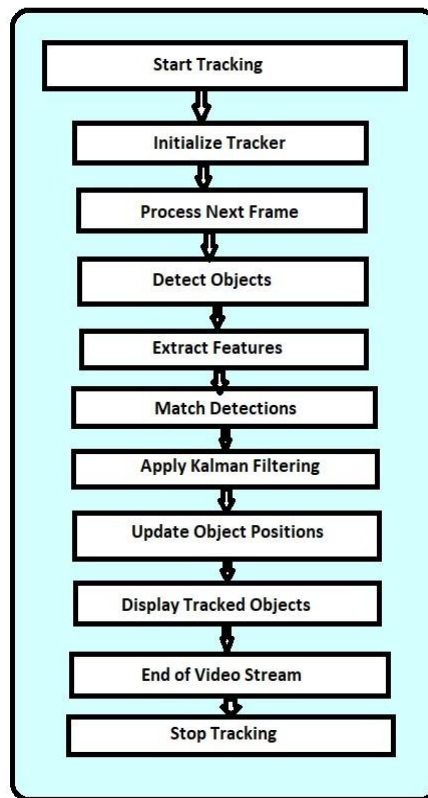 Start Tracking
Initialize Tracker
Process Next Frame
Detect Objects
Extract Features
Match Detections
Apply Kalman Filtering
Update Object Positions
Display Tracked Objects
End of Video Stream
Stop Tracking